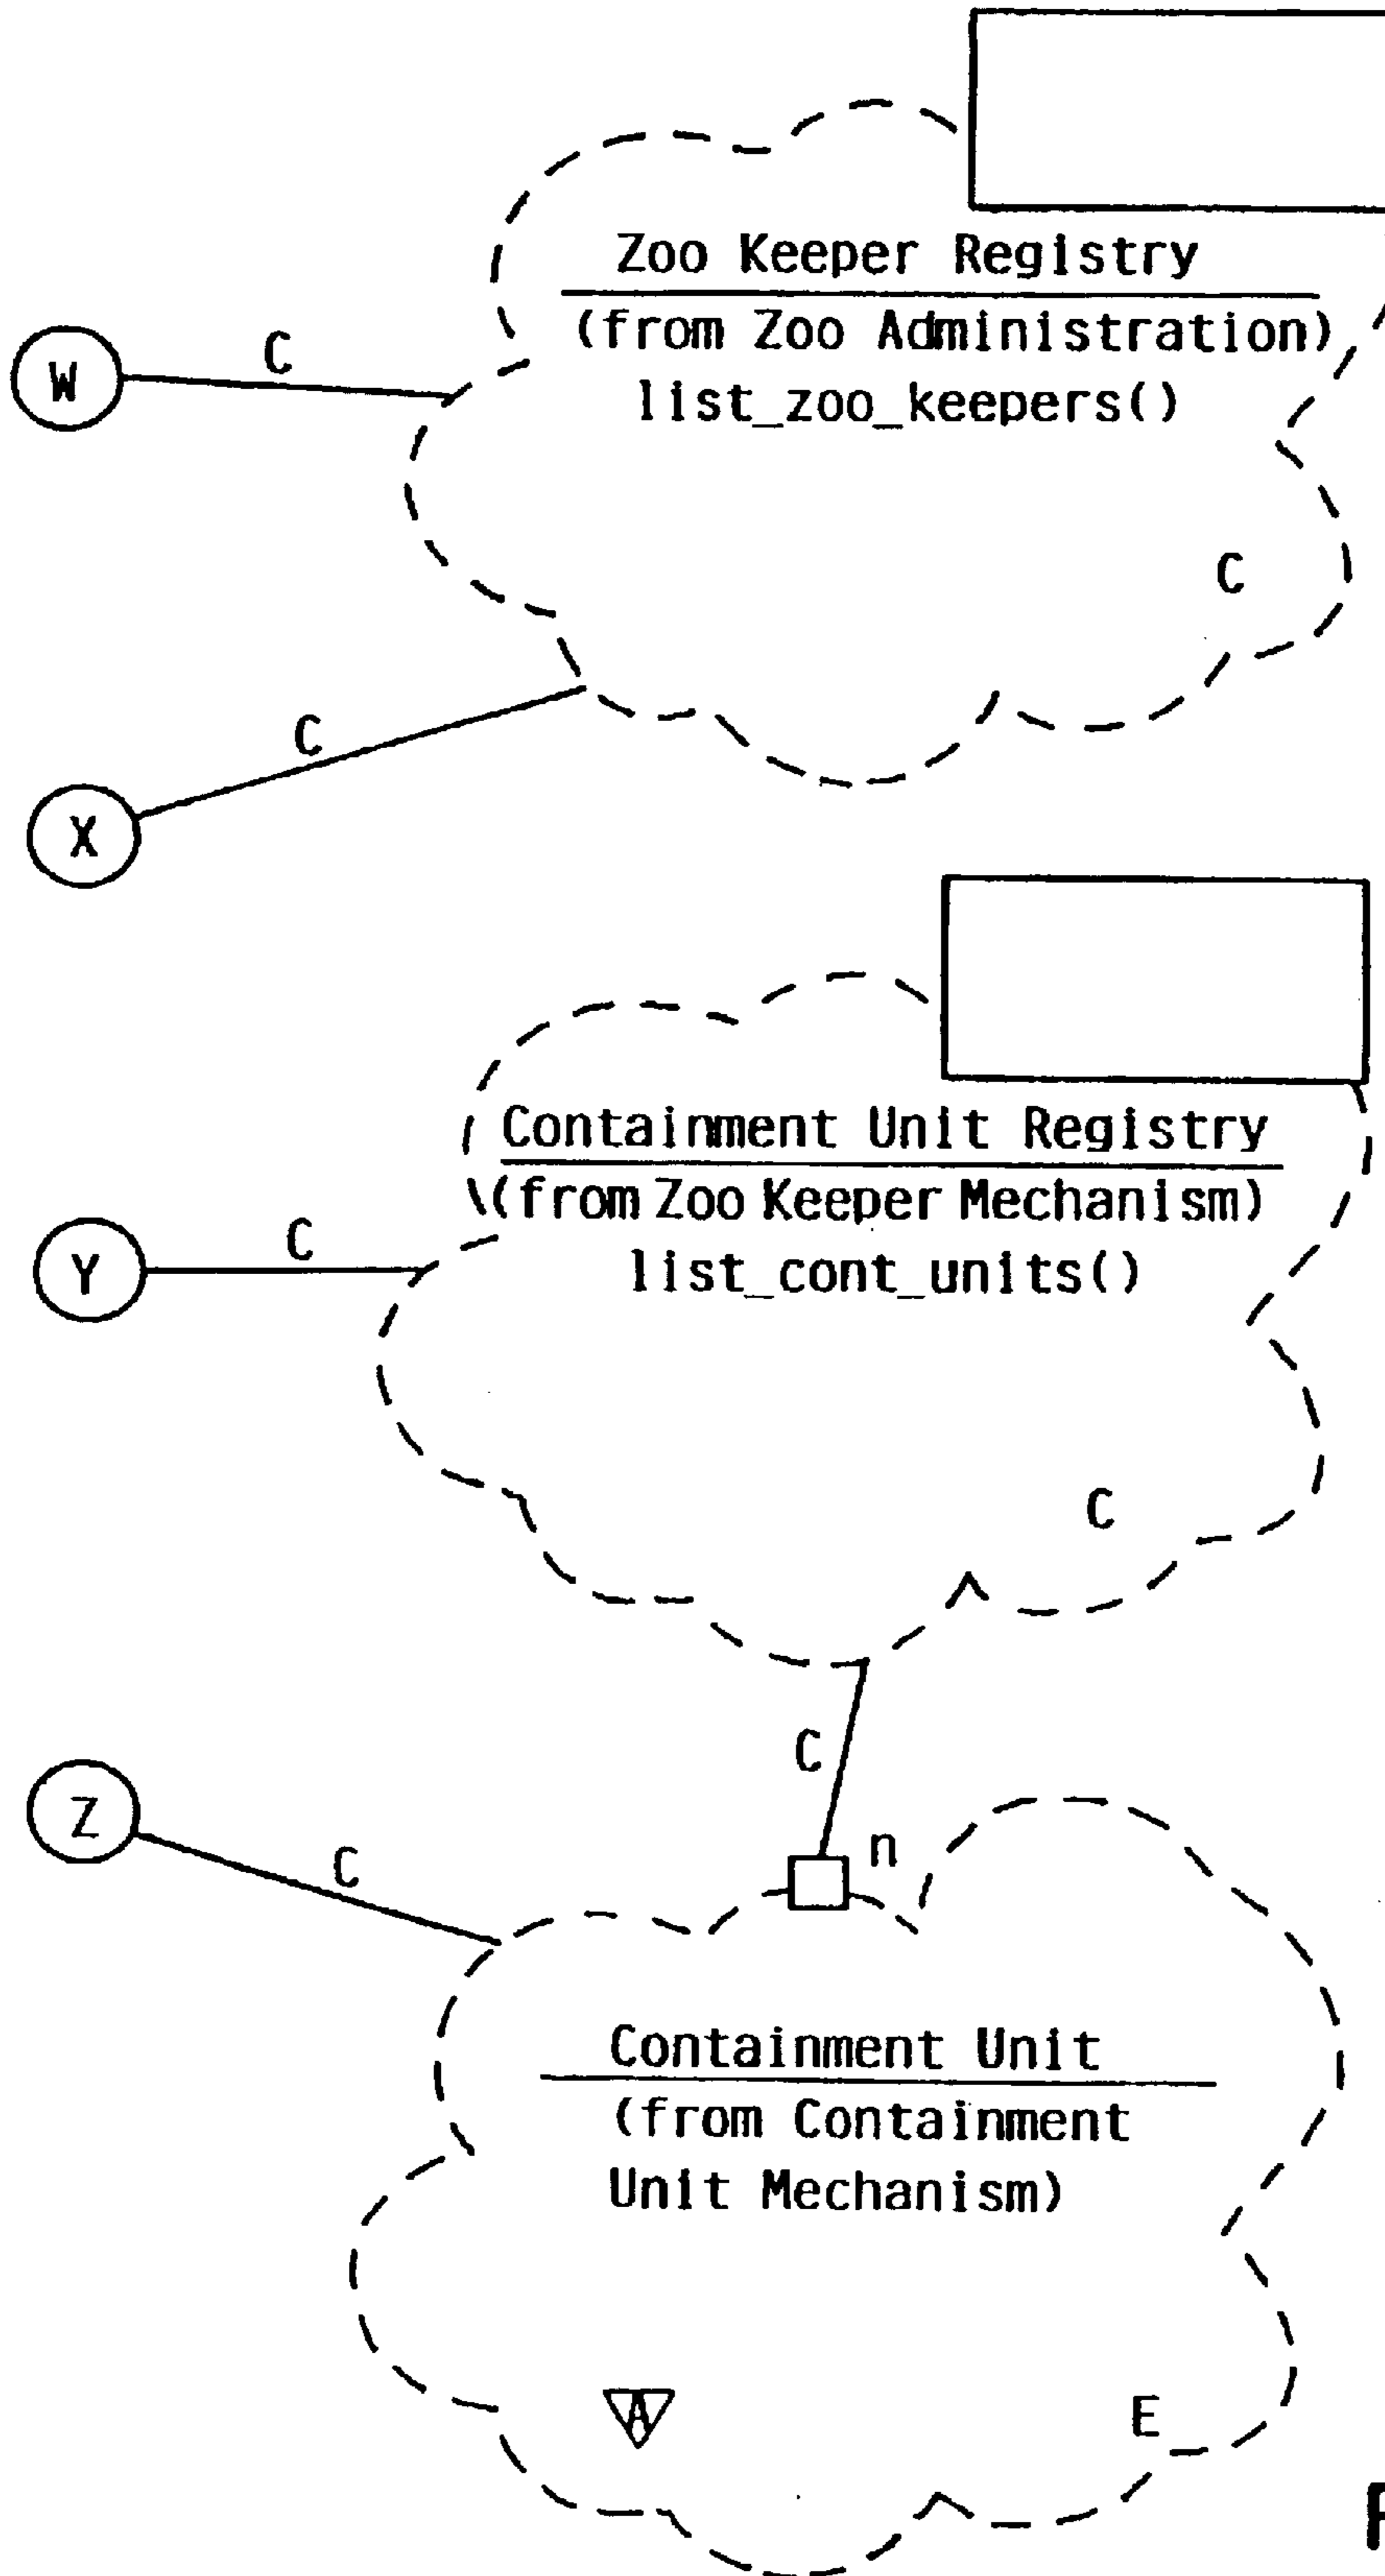 Zoo Keeper Registry
(from Zoo Administration)
list_zoo_keepers()
W
C
C
C
X
Containment Unit Registry
(from Zoo Keeper Mechanism)
list_cont_units()
Y
C
C
C
n
Z
C
Containment Unit
(from Containment
Unit Mechanism)
A
E